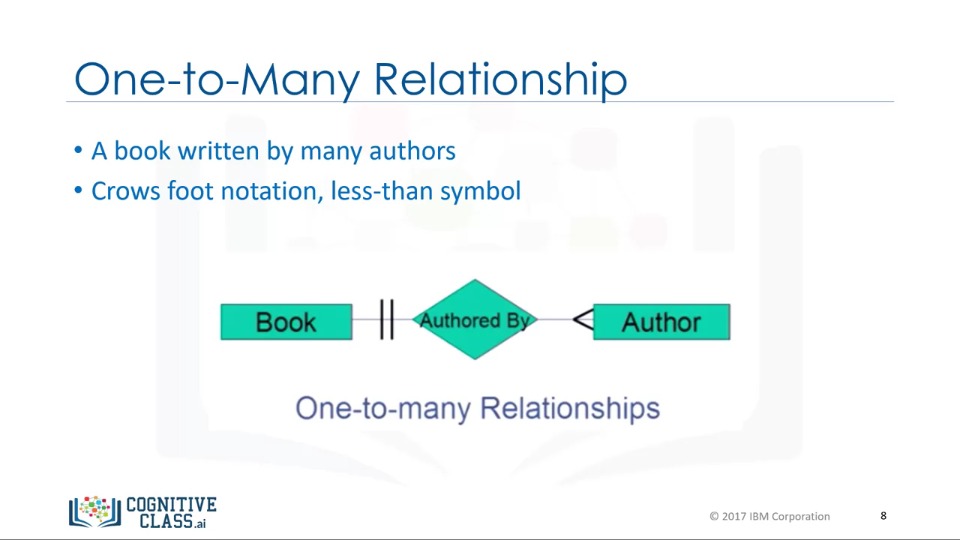 One-to-Many Relationship
• A book written by many authors
• Crows foot notation, less-than symbol
Book
Authored By
Author
One-to-many Relationships
COGNITIVE
CLASS.ai
© 2017 IBM Corporation
8